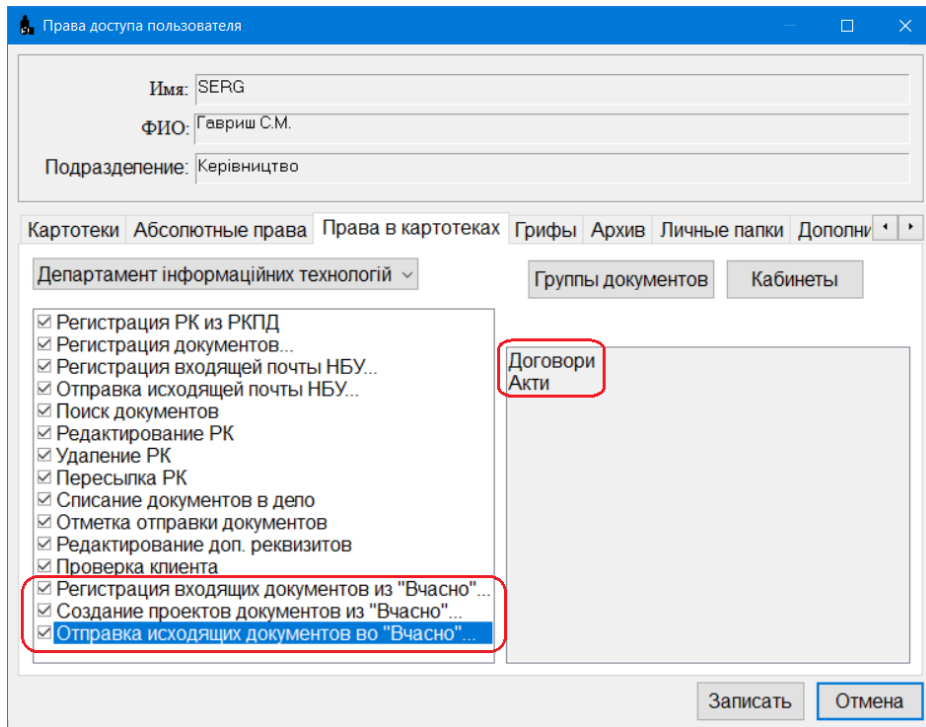 Права доступа пользователя
Имя: SERG
ФИО: Гавриш С.М.
Подразделение: Керівництво
Картотеки Абсолютные права Права в картотеках Грифы Архив Личные папки Дополни
Департамент інформаційних технологій
Группы документов Кабинеты
Регистрация РК из РКПД
Регистрация документов...
Регистрация входящей почты НБУ...
Отправка исходящей почты НБУ...
Поиск документов
Редактирование РК
Удаление РК
Пересылка РК
Списание документов в дело
Отметка отправки документов
Редактирование доп. реквизитов
Проверка клиента
Регистрация входящих документов из "Вчасно"...
Создание проектов документов из "Вчасно"...
Отправка исходящих документов во "Вчасно"...
Договори
Акти
Записать Отмена